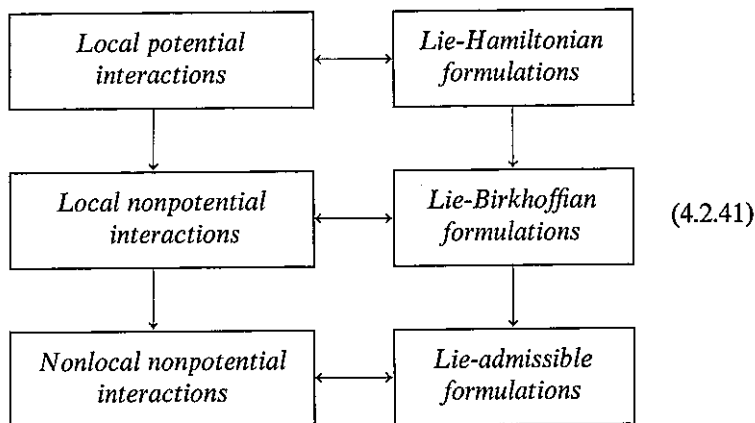 Local potential
interactions
Lie-Hamiltonian
formulations
Local nonpotential
interactions
Lie-Birkhoffian
formulations
(4.2.41)
Nonlocal nonpotential
interactions
Lie-admissible
formulations